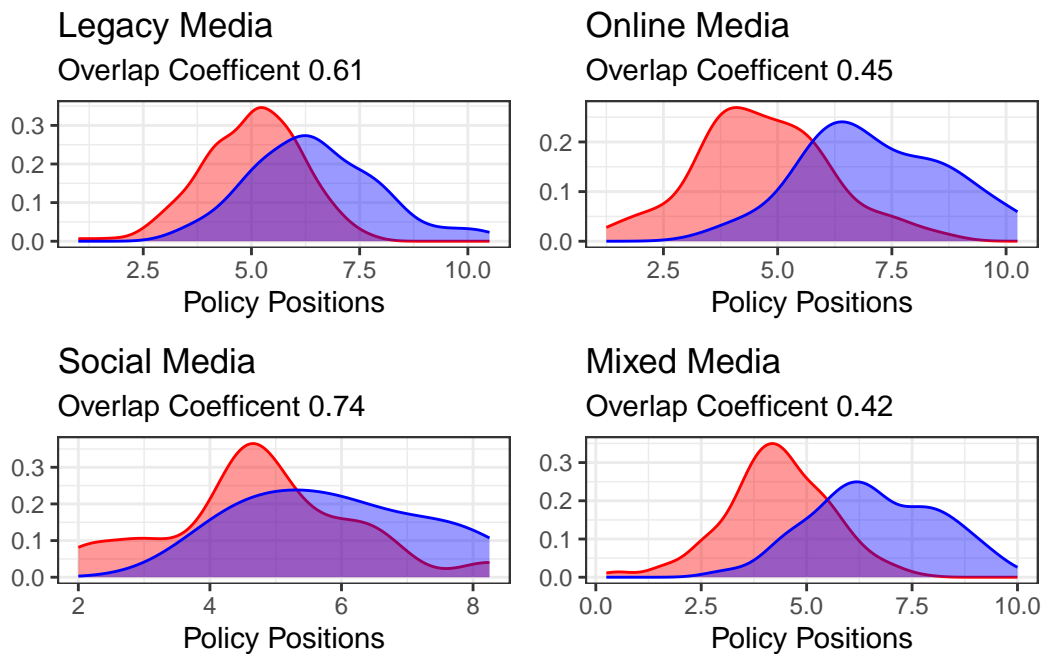 Legacy Media
Overlap Coefficent 0.61
0.3
0.2
0.1
0.0
2.5 5.0 7.5 10.0
Policy Positions
Online Media
Overlap Coefficent 0.45
0.2
0.1
0.0
2.5 5.0 7.5 10.0
Policy Positions
Social Media
Overlap Coefficent 0.74
0.3
0.2
0.1
0.0
2 4 6 8
Policy Positions
Mixed Media
Overlap Coefficent 0.42
0.3
0.2
0.1
0.0
0.0 2.5 5.0 7.5 10.0
Policy Positions